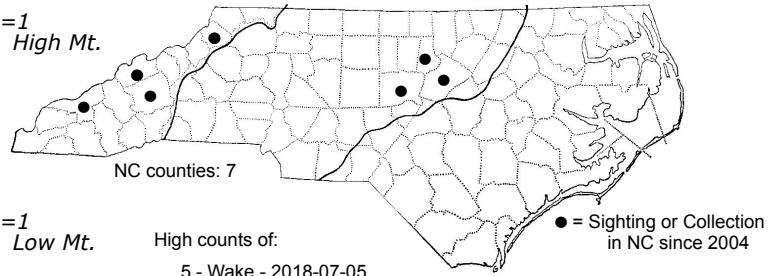 =1
High Mt.
NC counties: 7
=1
Low Mt.
High counts of:
5 - Wake - 2018-07-05
● = Sighting or Collection
in NC since 2004